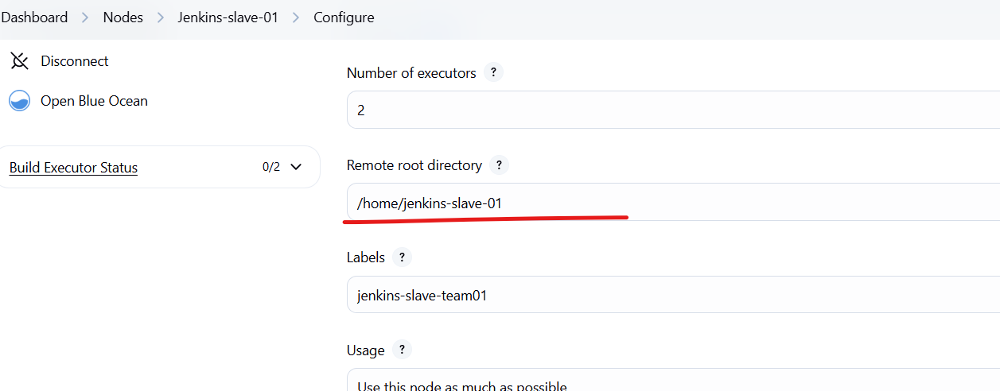 Dashboard > Nodes > Jenkins-slave-01 > Configure
Disconnect
Open Blue Ocean
Build Executor Status 0/2
Number of executors ?
2
Remote root directory ?
/home/jenkins-slave-01
Labels ?
jenkins-slave-team01
Usage ?
Use this node as much as possible